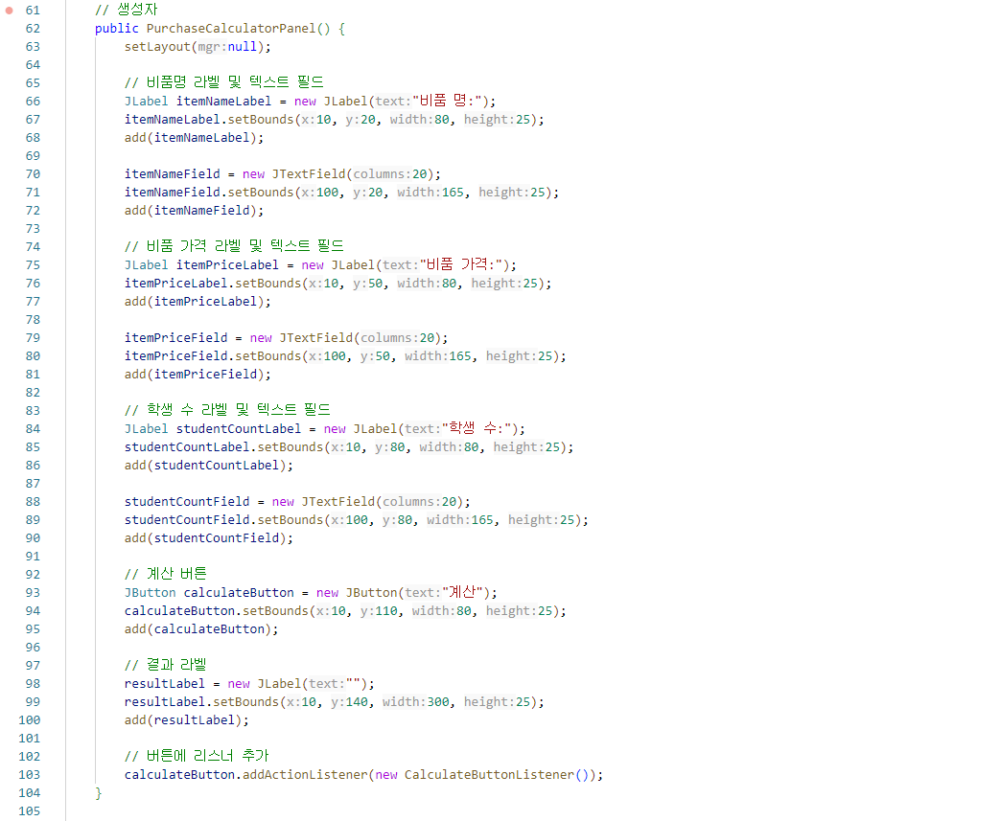 61 // 생성자
62 public PurchaseCalculatorPanel() {
63 setLayout(mgr:null);
64
65 // 비품명 라벨 및 텍스트 필드
66 JLabel itemNameLabel = new JLabel(text:"비품 명:");
67 itemNameLabel.setBounds(x:10, y:20, width:80, height:25);
68 add(itemNameLabel);
69
70 itemNameField = new JTextField(columns:20);
71 itemNameField.setBounds(x:100, y:20, width:165, height:25);
72 add(itemNameField);
73
74 // 비품 가격 라벨 및 텍스트 필드
75 JLabel itemPriceLabel = new JLabel(text:"비품 가격:");
76 itemPriceLabel.setBounds(x:10, y:50, width:80, height:25);
77 add(itemPriceLabel);
78
79 itemPriceField = new JTextField(columns:20);
80 itemPriceField.setBounds(x:100, y:50, width:165, height:25);
81 add(itemPriceField);
82
83 // 학생 수 라벨 및 텍스트 필드
84 JLabel studentCountLabel = new JLabel(text:"학생 수:");
85 studentCountLabel.setBounds(x:10, y:80, width:80, height:25);
86 add(studentCountLabel);
87
88 studentCountField = new JTextField(columns:20);
89 studentCountField.setBounds(x:100, y:80, width:165, height:25);
90 add(studentCountField);
91
92 // 계산 버튼
93 JButton calculateButton = new JButton(text:"계산");
94 calculateButton.setBounds(x:10, y:110, width:80, height:25);
95 add(calculateButton);
96
97 // 결과 라벨
98 resultLabel = new JLabel(text:"");
99 resultLabel.setBounds(x:10, y:140, width:300, height:25);
100 add(resultLabel);
101
102 // 버튼에 리스너 추가
103 calculateButton.addActionListener(new CalculateButtonListener());
104 }
105